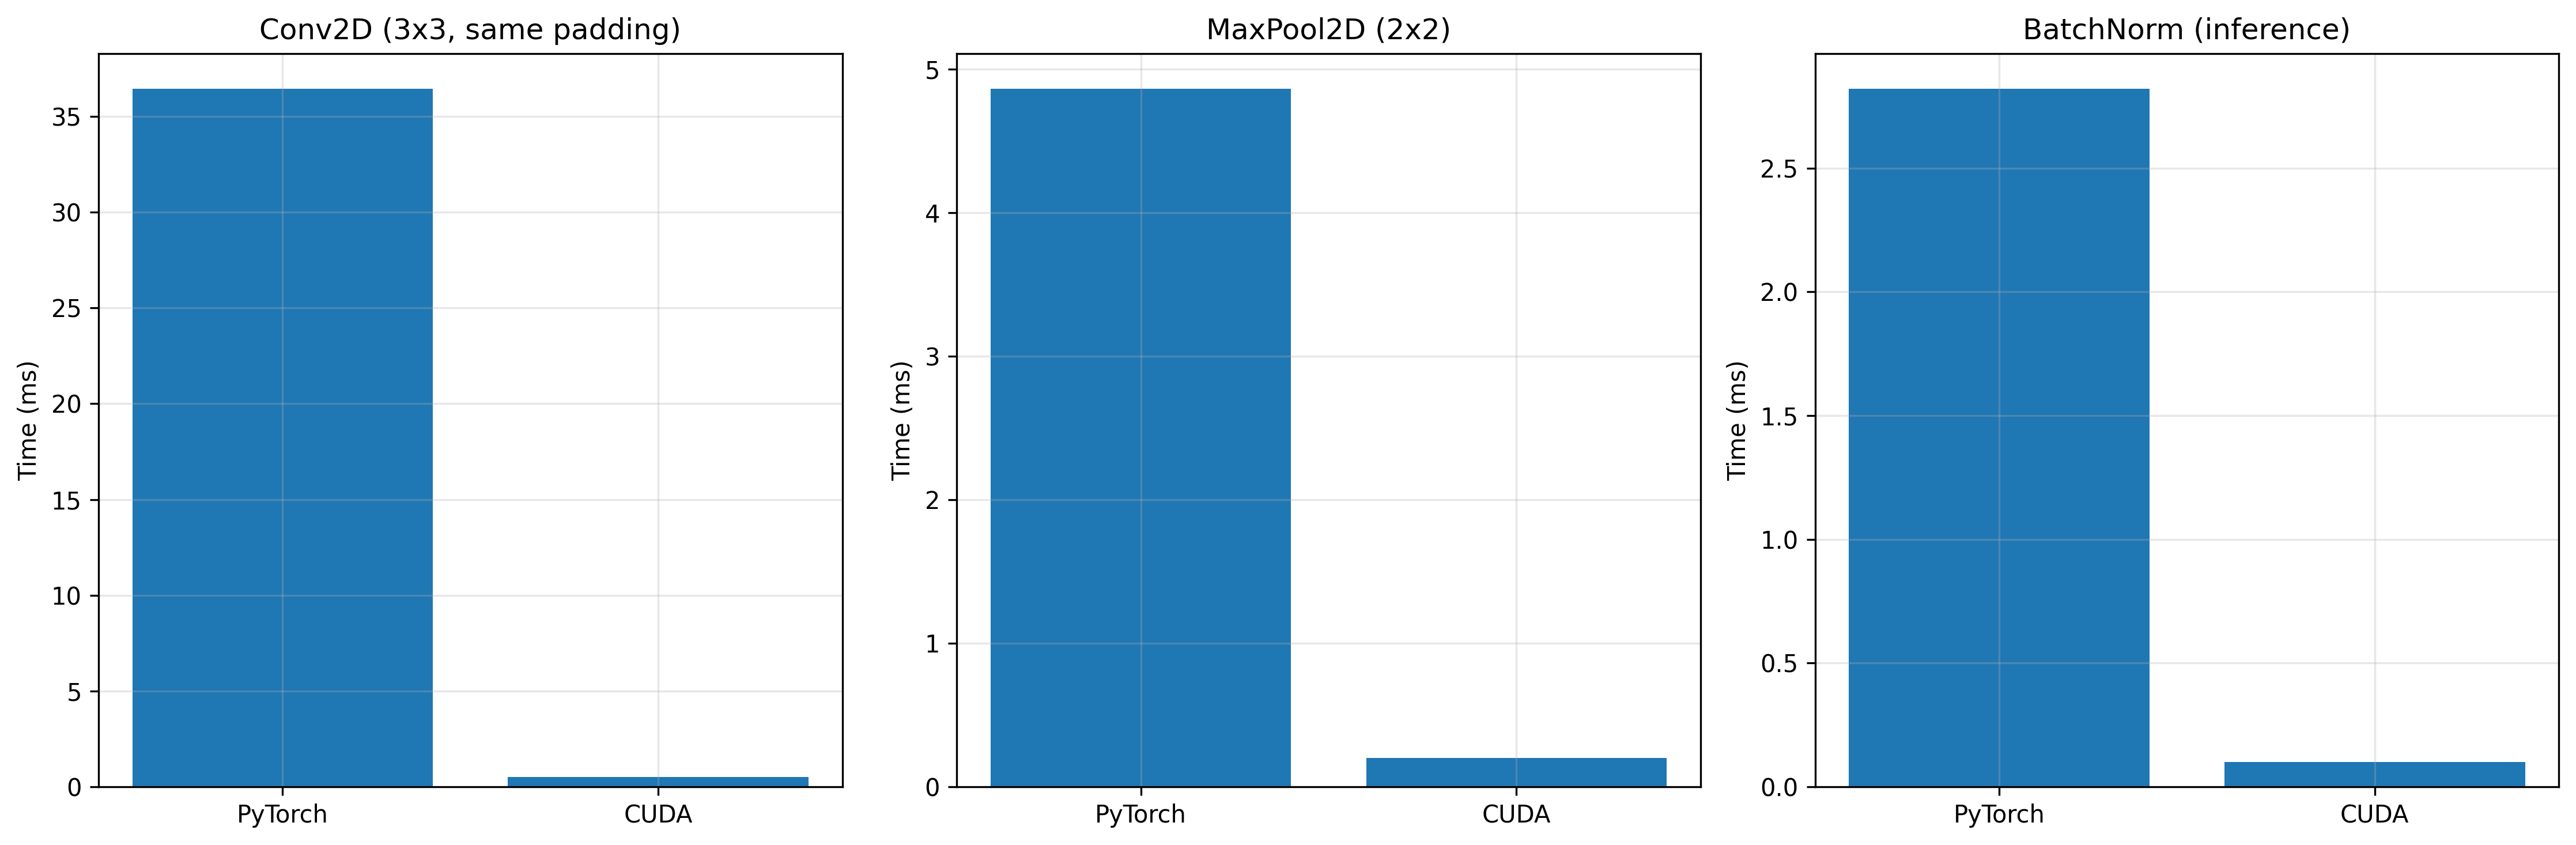 Conv2D (3x3, same padding)
Time (ms)
35
30
25
20
15
10
5
0
PyTorch
CUDA
MaxPool2D (2x2)
Time (ms)
5
4
3
2
1
0
PyTorch
CUDA
BatchNorm (inference)
Time (ms)
2.5
2.0
1.5
1.0
0.5
0.0
PyTorch
CUDA